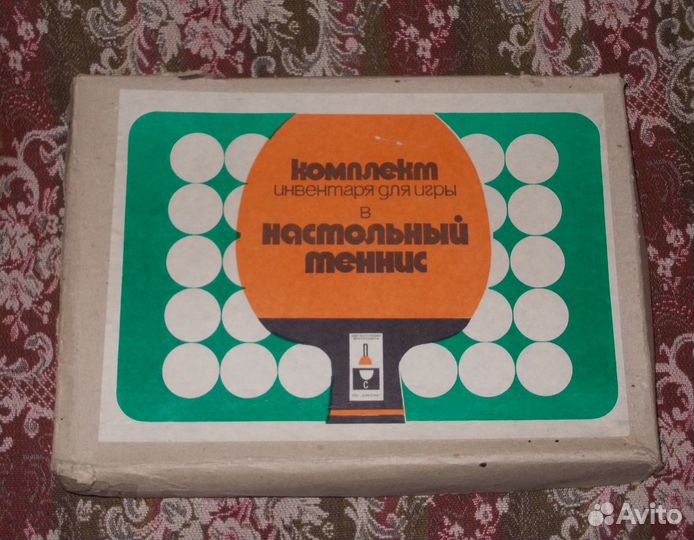 комплект
инвентаря для игры
в
настольный
теннис
С
Avito